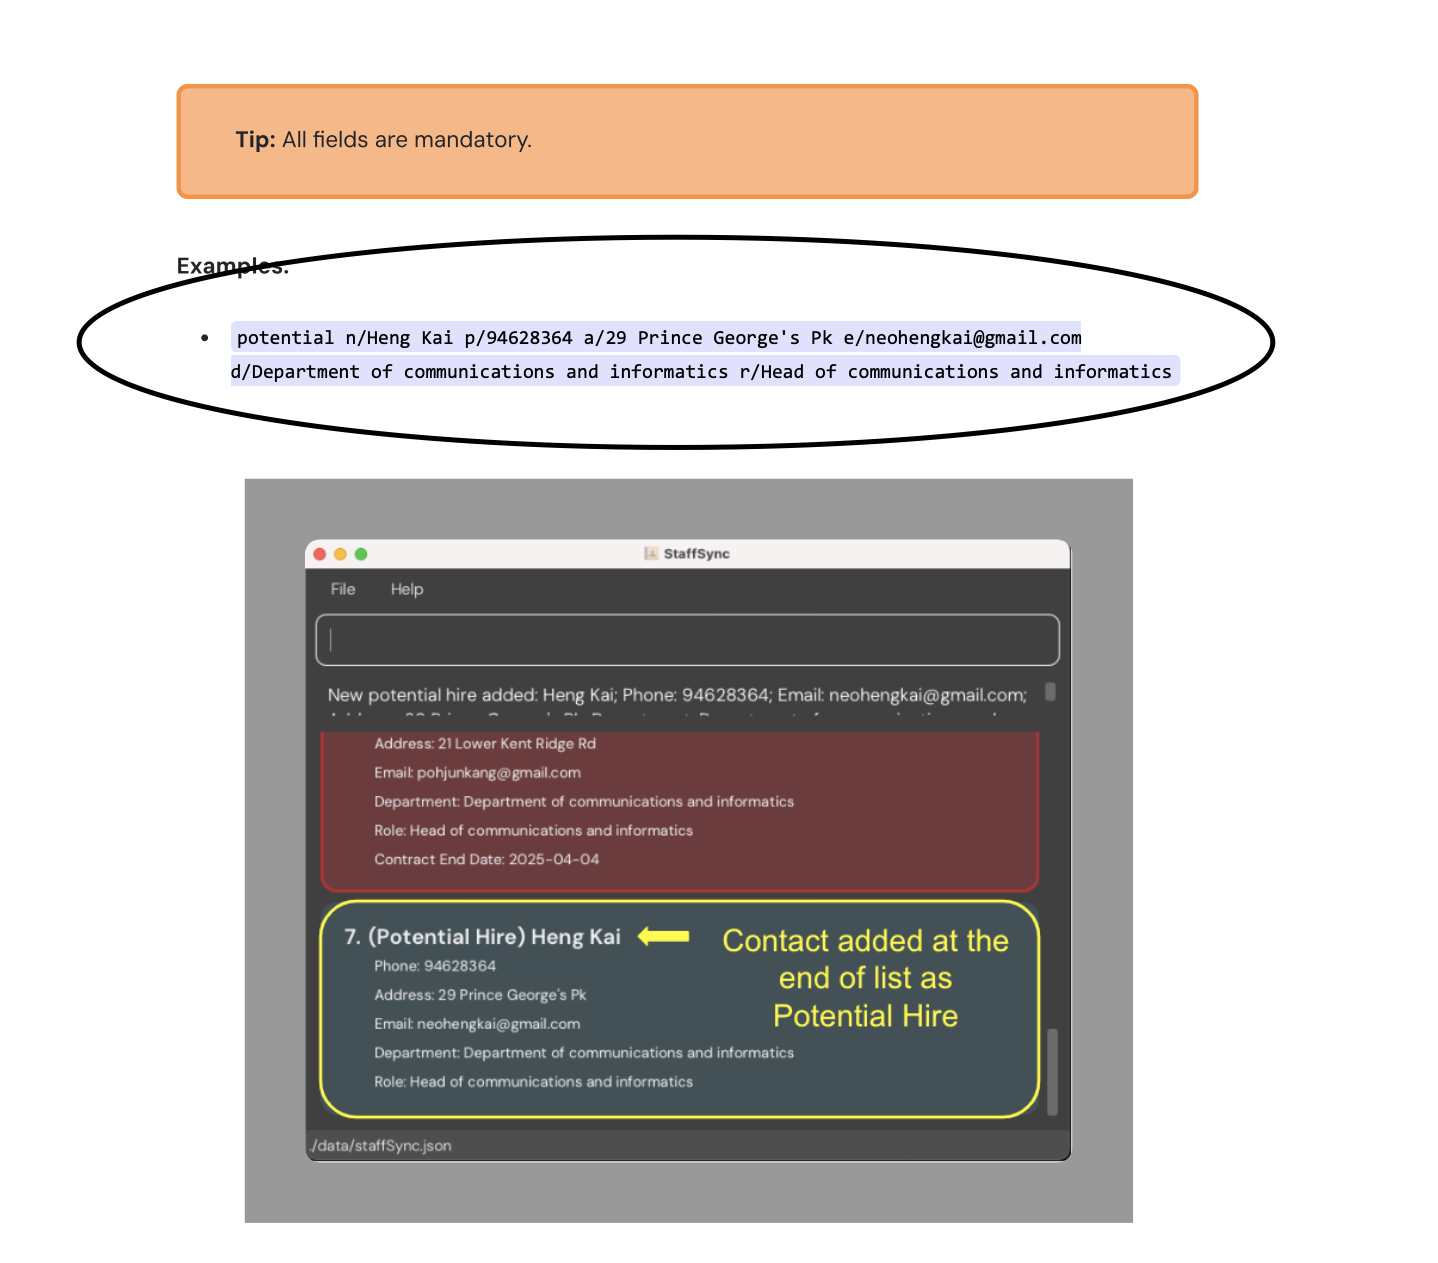 Tip: All fields are mandatory.
Examples:
• potential n/Heng Kai p/94628364 a/29 Prince George's Pk e/neohengkai@gmail.com
d/Department of communications and informatics r/Head of communications and informatics
StaffSync
File Help
New potential hire added: Heng Kai; Phone: 94628364; Email: neohengkai@gmail.com;
Address: 21 Lower Kent Ridge Rd
Email: pohjunkang@gmail.com
Department: Department of communications and informatics
Role: Head of communications and informatics
Contract End Date: 2025-04-04
7. (Potential Hire) Heng Kai
Phone: 94628364
Address: 29 Prince George's Pk
Email: neohengkai@gmail.com
Department: Department of communications and informatics
Role: Head of communications and informatics
Contact added at the
end of list as
Potential Hire
./data/staffSync.json